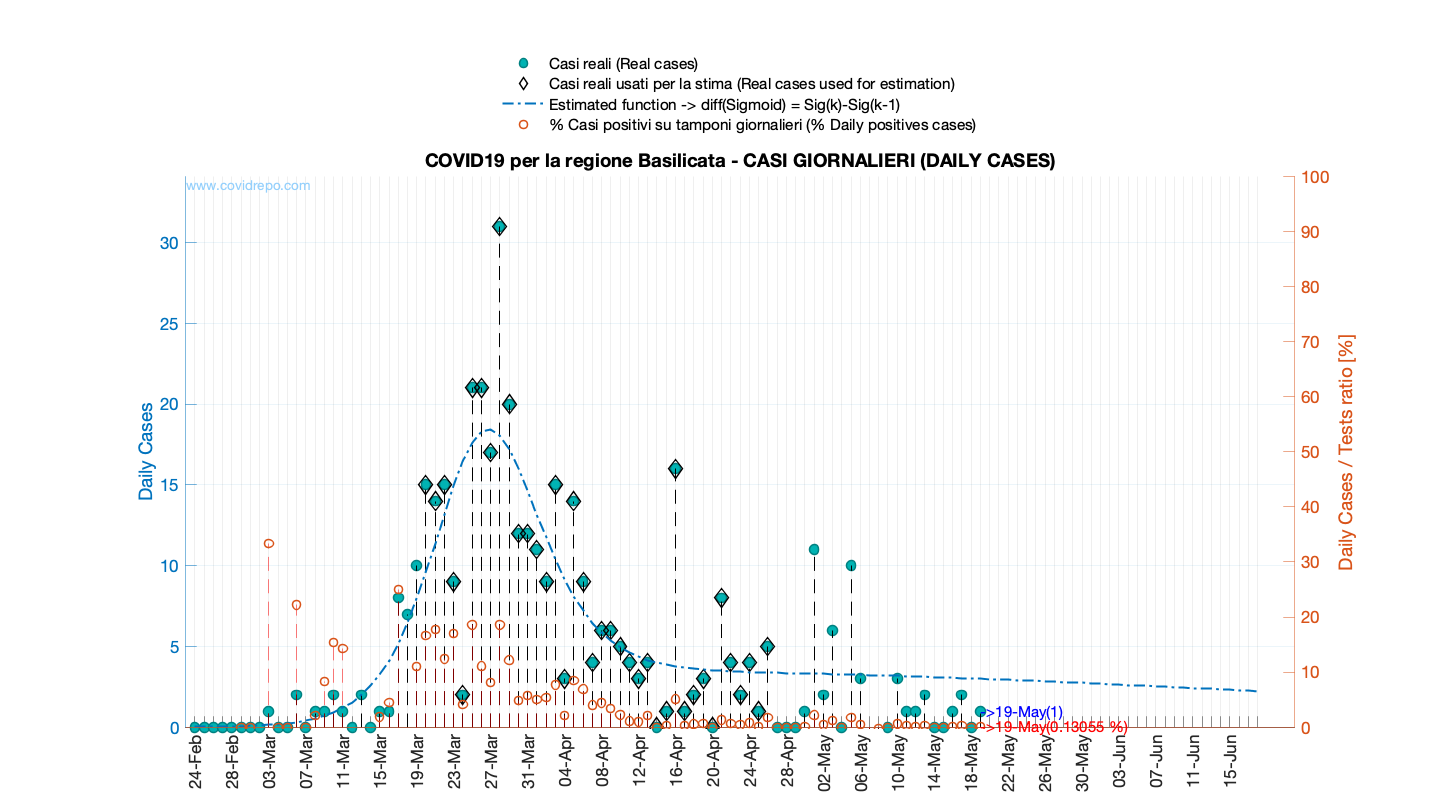 Casi reali (Real cases)
Casi reali usati per la stima (Real cases used for estimation)
Estimated function -> diff(Sigmoid) = Sig(k)-Sig(k-1)
% Casi positivi su tamponi giornalieri (% Daily positives cases)
COVID19 per la regione Basilicata - CASI GIORNALIERI (DAILY CASES)
www.covidrepo.com
Daily Cases
30
25
20
15
10
5
0
100
90
80
70
60
50
40
30
20
10
0
Daily Cases / Tests ratio [%]
->19-May(1)
->19-May(0.13055 %)
24-Feb
28-Feb
03-Mar
07-Mar
11-Mar
15-Mar
19-Mar
23-Mar
27-Mar
31-Mar
04-Apr
08-Apr
12-Apr
16-Apr
20-Apr
24-Apr
28-Apr
02-May
06-May
10-May
14-May
18-May
22-May
26-May
30-May
03-Jun
07-Jun
11-Jun
15-Jun